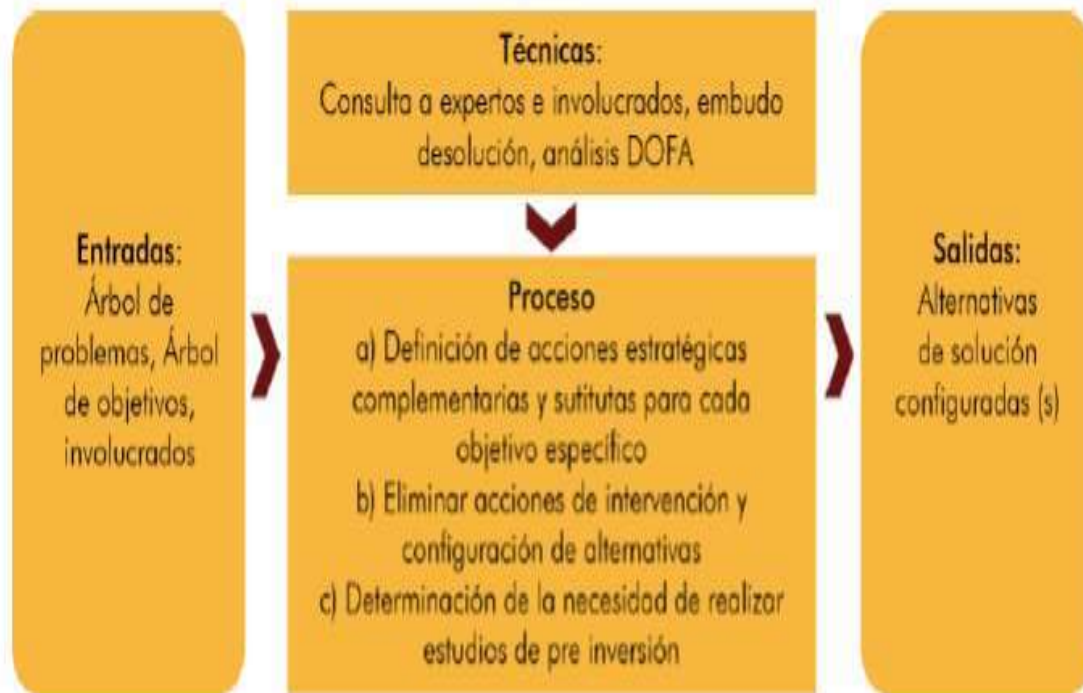 Entradas:
Árbol de
problemas, Árbol
de objetivos,
involucrados
Técnicas:
Consulta a expertos e involucrados, embudo
desolución, análisis DOFA
Proceso
a) Definición de acciones estratégicas
complementarias y sutitutas para cada
objetivo específico
b) Eliminar acciones de intervención y
configuración de alternativas
c) Determinación de la necesidad de realizar
estudios de pre inversión
Salidas:
Alternativas
de solución
configuradas (s)